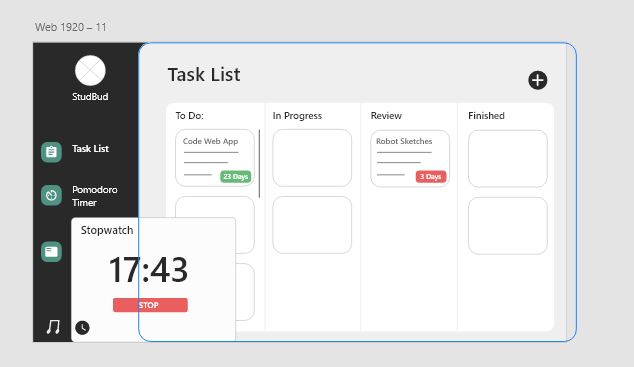 Web 1920 – 11
StudBud
Task List
Pomodoro
Timer
Task List
To Do:
In Progress
Review
Finished
Code Web App
23 Days
Robot Sketches
3 Days
Stopwatch
17:43
STOP